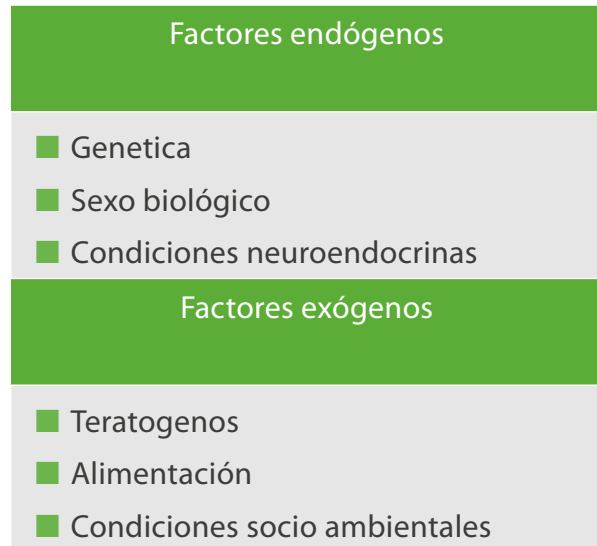 Factores endógenos
Genetica
Sexo biológico
Condiciones neuroendocrinas
Factores exógenos
Teratogenos
Alimentación
Condiciones socio ambientales